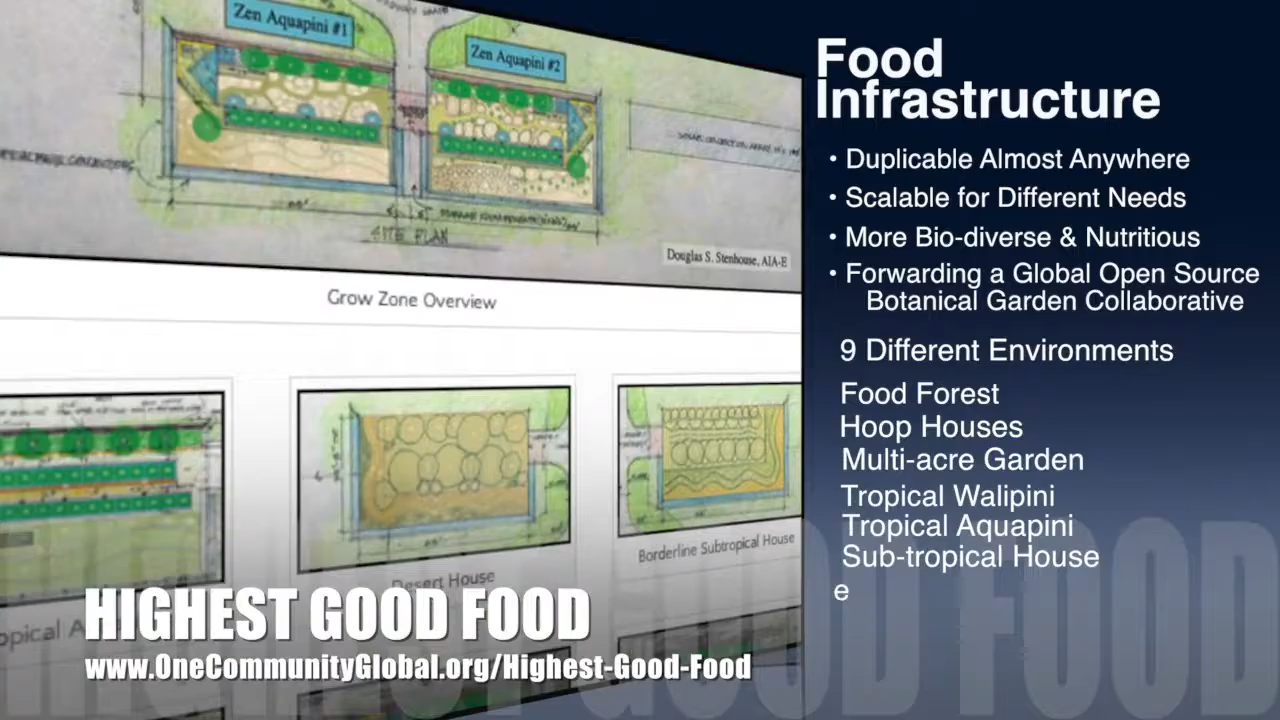 Zen Aquapini #1
Zen Aquapini #2
SITE PLAN
Douglas S. Stenhouse, AIA-E
Grow Zone Overview
Desert House
Borderline Subtropical House
HIGHEST GOOD FOOD
www.OneCommunityGlobal.org/Highest-Good-Food
Food
Infrastructure
• Duplicable Almost Anywhere
• Scalable for Different Needs
• More Bio-diverse & Nutritious
• Forwarding a Global Open Source
Botanical Garden Collaborative
9 Different Environments
Food Forest
Hoop Houses
Multi-acre Garden
Tropical Walipini
Tropical Aquapini
Sub-tropical House
e
HIGHEST GOOD FOOD